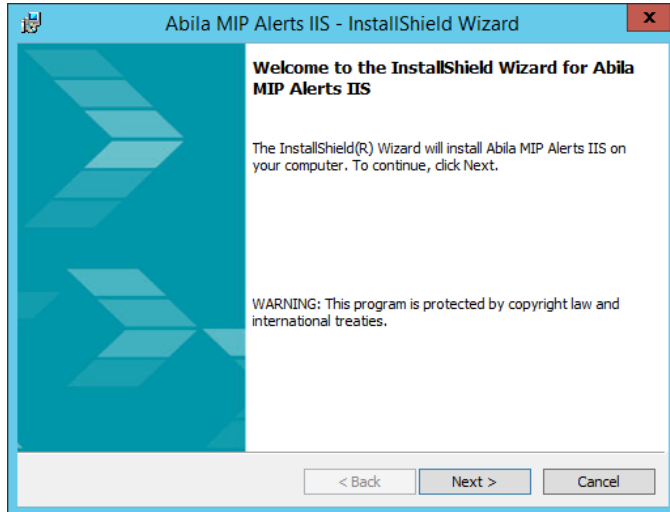 Abila MIP Alerts IIS - InstallShield Wizard
x
Welcome to the InstallShield Wizard for Abila
MIP Alerts IIS
The InstallShield(R) Wizard will install Abila MIP Alerts IIS on
your computer. To continue, click Next.
WARNING: This program is protected by copyright law and
international treaties.
< Back Next > Cancel